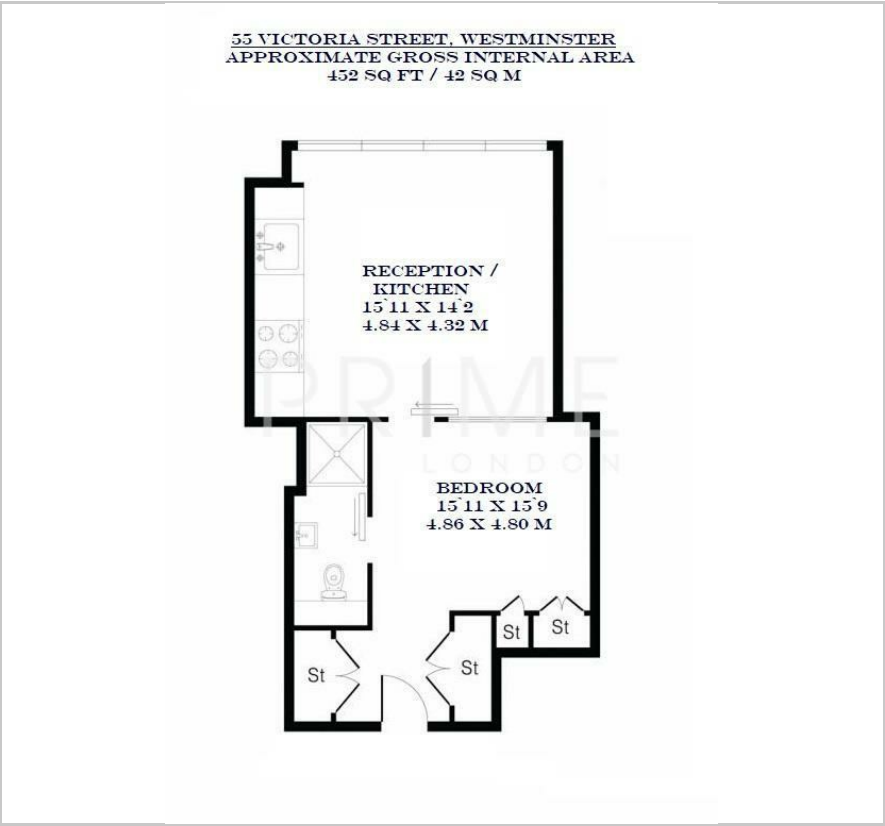 55 VICTORIA STREET, WESTMINSTER
APPROXIMATE GROSS INTERNAL AREA
452 SQ FT / 42 SQ M
RECEPTION /
KITCHEN
15`11 X 14`2
4.84 X 4.32 M
PRIME
LONDON
BEDROOM
15`11 X 15`9
4.86 X 4.80 M
St
St
St
St